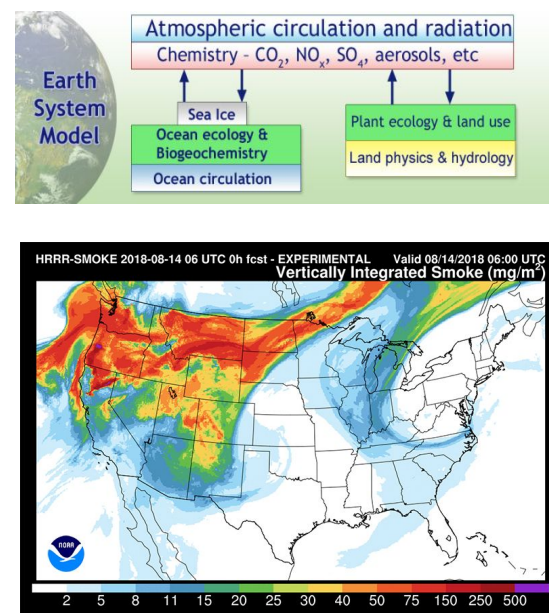 Atmospheric circulation and radiation
Chemistry - CO₂, NOₓ, SO₄, aerosols, etc
Earth
System
Model
Sea Ice
Ocean ecology &
Biogeochemistry
Ocean circulation
Plant ecology & land use
Land physics & hydrology
HRRR-SMOKE 2018-08-14 06 UTC 0h fcst - EXPERIMENTAL Valid 08/14/2018 06:00 UTC
Vertically Integrated Smoke (mg/m²)
NOAA
2 5 8 11 15 20 25 30 40 50 75 150 250 500